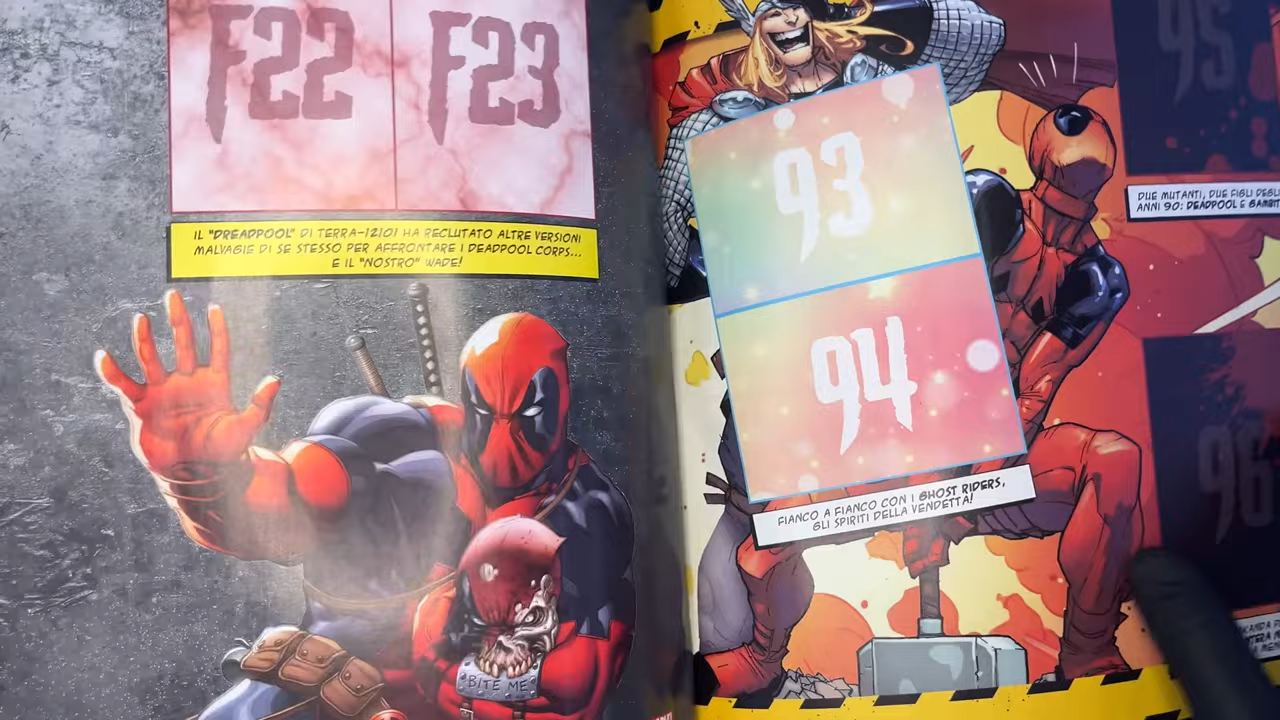 F22
F23
IL "DREADPOOL" DI TERRA-12101 HA RECLUTATO ALTRE VERSIONI
MALVAGIE DI SE STESSO PER AFFRONTARE I DEADPOOL CORPS...
E IL "NOSTRO" WADE!
BITE ME
93
94
FIANCO A FIANCO CON I GHOST RIDERS,
GLI SPIRITI DELLA VENDETTA!
95
DUE MUTANTI, DUE FIGLI DEGLI
ANNI 90: DEADPOOL E GAMBIT
96